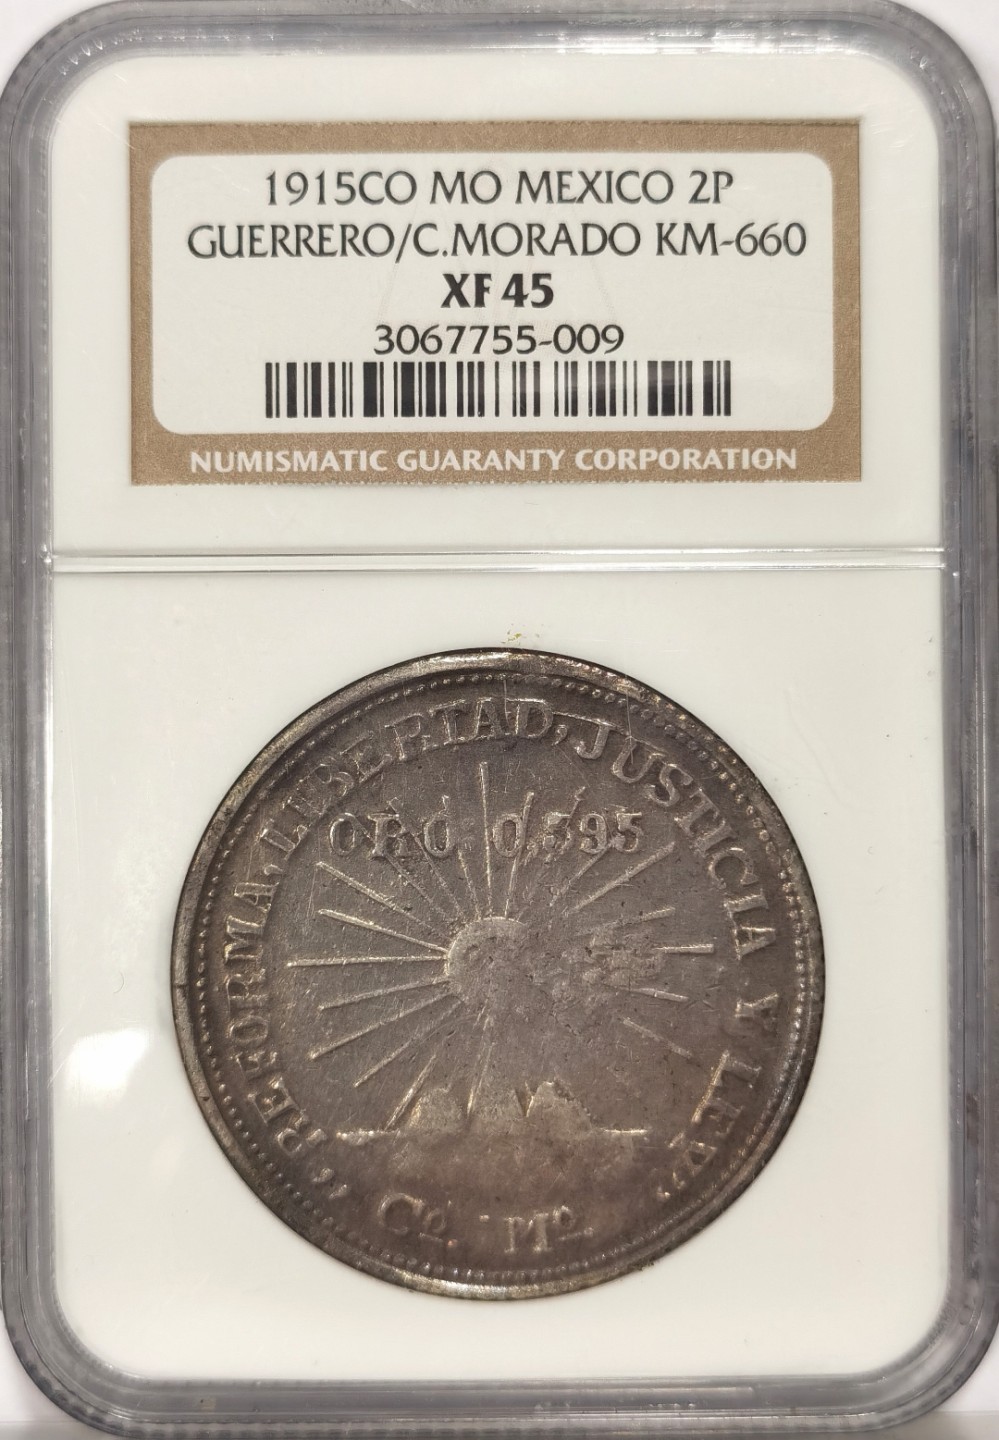 1915CO MO MEXICO 2P
GUERRERO/C.MORADO KM-660
XF 45
3067755-009
NUMISMATIC GUARANTY CORPORATION
"REFORMA, LIBERTAD, JUSTICIA Y LEY"
ORO 0,595
Co. Mo.